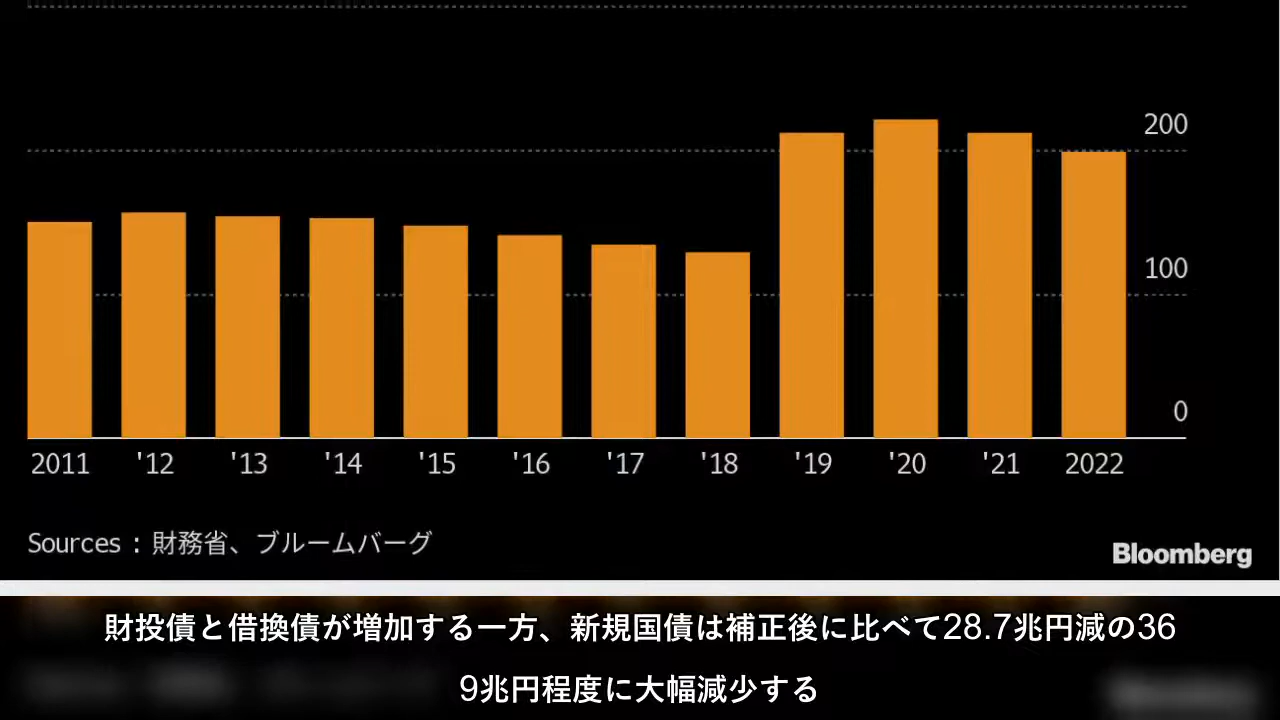 200
100
0
2011 '12 '13 '14 '15 '16 '17 '18 '19 '20 '21 2022
Sources : 財務省、ブルームバーグ
Bloomberg
財投債と借換債が増加する一方、新規国債は補正後に比べて28.7兆円減の36
9兆円程度に大幅減少する